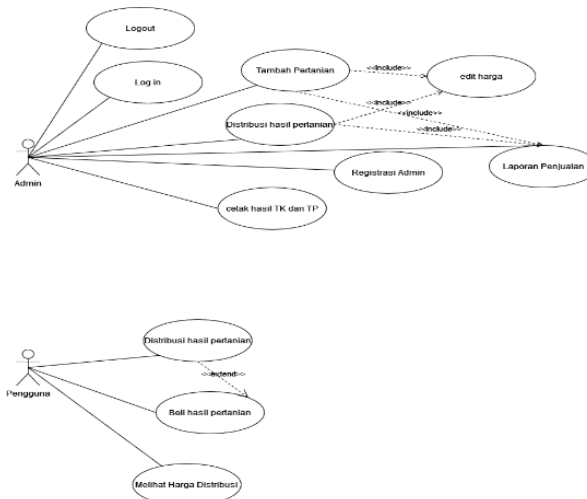 Logout
Log in
Tambah Pertanian
<<include>>
edit harga
<<include>>
<<include>>
Distribusi hasil pertanian
<<include>>
Laporan Penjualan
Registrasi Admin
Admin
cetak hasil TK dan TP
Distribusi hasil pertanian
<<extend>>
Pengguna
Beli hasil pertanian
Melihat Harga Distribusi